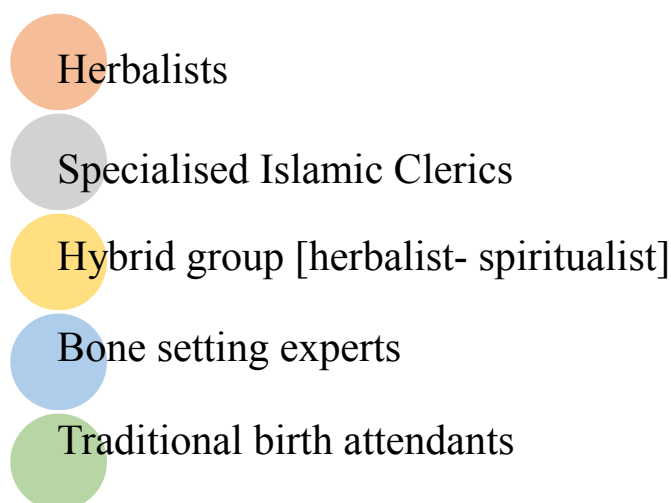 Herbalists
Specialised Islamic Clerics
Hybrid group [herbalist- spiritualist]
Bone setting experts
Traditional birth attendants